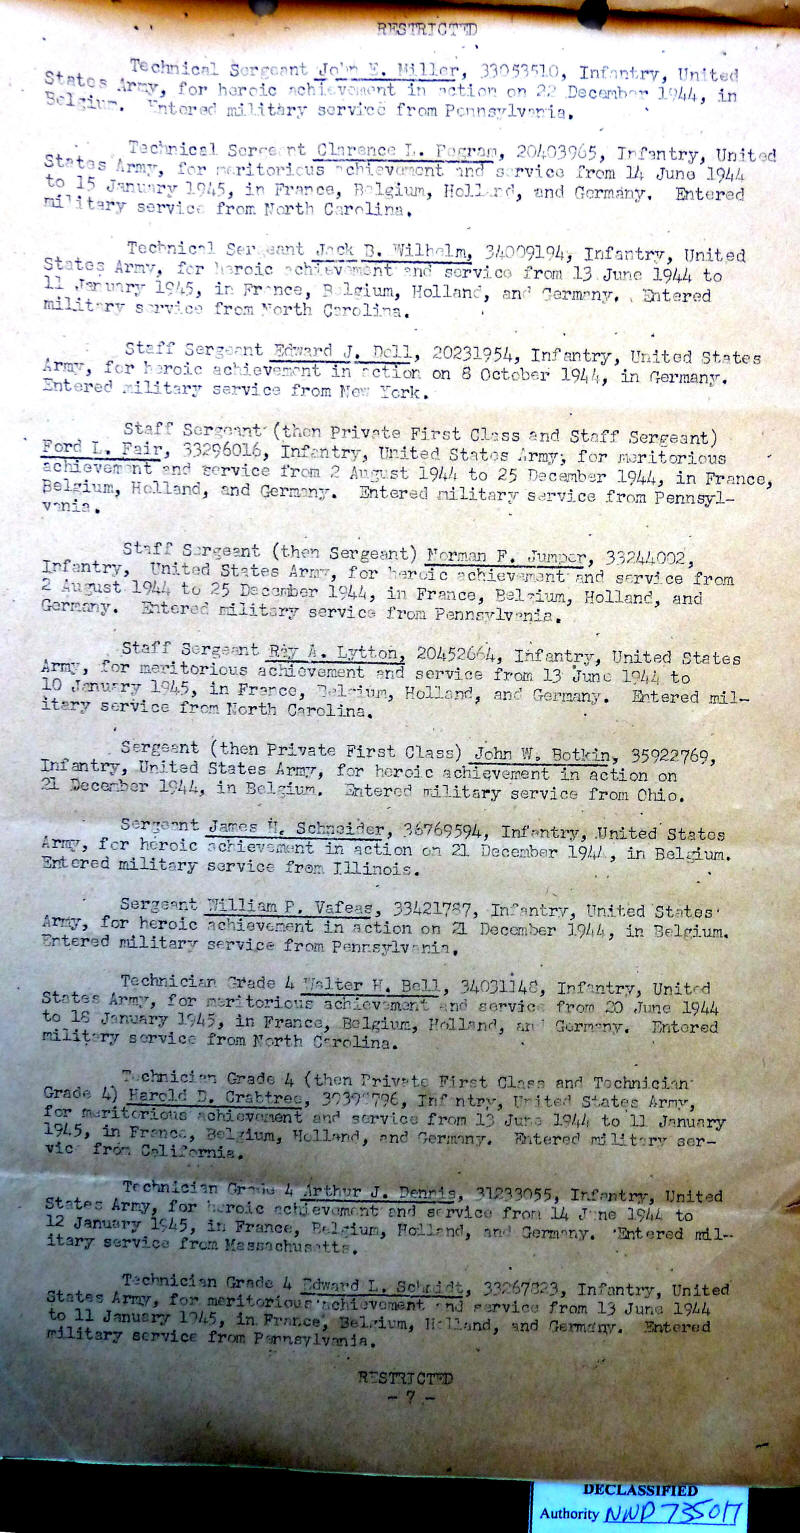 RESTRICTED
Technical Sergeant John E. Miller, 33053510, Infantry, United
States Army, for heroic achievement in action on 22 December 1944, in
Belgium. Entered military service from Pennsylvania.
Technical Sergeant Clarence L. Pegram, 20403965, Infantry, United
States Army, for meritorious achievement and service from 14 June 1944
to 15 January 1945, in France, Belgium, Holland, and Germany. Entered
military service from North Carolina.
Technical Sergeant Jack B. Wilhelm, 34009194, Infantry, United
States Army, for heroic achievement and service from 13 June 1944 to
11 January 1945, in France, Belgium, Holland, and Germany. Entered
military service from North Carolina.
Staff Sergeant Edward J. Dell, 20231954, Infantry, United States
Army, for heroic achievement in action on 8 October 1944, in Germany.
Entered military service from New York.
Staff Sergeant (then Private First Class and Staff Sergeant)
Ford L. Fair, 33296016, Infantry, United States Army, for meritorious
achievement and service from 2 August 1944 to 25 December 1944, in France,
Belgium, Holland, and Germany. Entered military service from Pennsyl-
vania.
Staff Sergeant (then Sergeant) Norman F. Jumper, 33244002,
Infantry, United States Army, for heroic achievement and service from
2 August 1944 to 25 December 1944, in France, Belgium, Holland, and
Germany. Entered military service from Pennsylvania.
Staff Sergeant Ray A. Lytton, 20452664, Infantry, United States
Army, for meritorious achievement and service from 13 June 1944 to
10 January 1945, in France, Belgium, Holland, and Germany. Entered mil-
itary service from North Carolina.
Sergeant (then Private First Class) John W. Botkin, 35922769,
Infantry, United States Army, for heroic achievement in action on
21 December 1944, in Belgium. Entered military service from Ohio.
Sergeant James H. Schneider, 36769594, Infantry, United States
Army, for heroic achievement in action on 21 December 1944, in Belgium.
Entered military service from Illinois.
Sergeant William P. Vafeas, 33421787, Infantry, United States
Army, for heroic achievement in action on 21 December 1944, in Belgium.
Entered military service from Pennsylvania.
Technician Grade 4 Walter H. Bell, 34031148, Infantry, United
States Army, for meritorious achievement and service from 20 June 1944
to 18 January 1945, in France, Belgium, Holland, and Germany. Entered
military service from North Carolina.
Technician Grade 4 (then Private First Class and Technician
Grade 4) Harold D. Crabtree, 39398796, Infantry, United States Army,
for meritorious achievement and service from 13 June 1944 to 11 January
1945, in France, Belgium, Holland, and Germany. Entered military ser-
vice from California.
Technician Grade 4 Arthur J. Dennis, 31233055, Infantry, United
States Army, for heroic achievement and service from 14 June 1944 to
12 January 1945, in France, Belgium, Holland, and Germany. Entered mil-
itary service from Massachusetts.
Technician Grade 4 Edward L. Schmidt, 33267823, Infantry, United
States Army, for meritorious achievement and service from 13 June 1944
to 11 January 1945, in France, Belgium, Holland, and Germany. Entered
military service from Pennsylvania.
RESTRICTED
- 7 -
DECLASSIFIED
Authority NND 735017